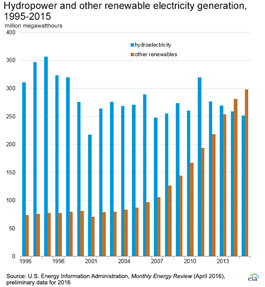 Hydropower and other renewable electricity generation,
1995-2015
million megawatthours
400
hydroelectricity
other renewables
350
300
250
200
150
100
50
0
1995 1998 2001 2004 2007 2010 2013
Source: U.S. Energy Information Administration, Monthly Energy Review (April 2016),
preliminary data for 2016
eia